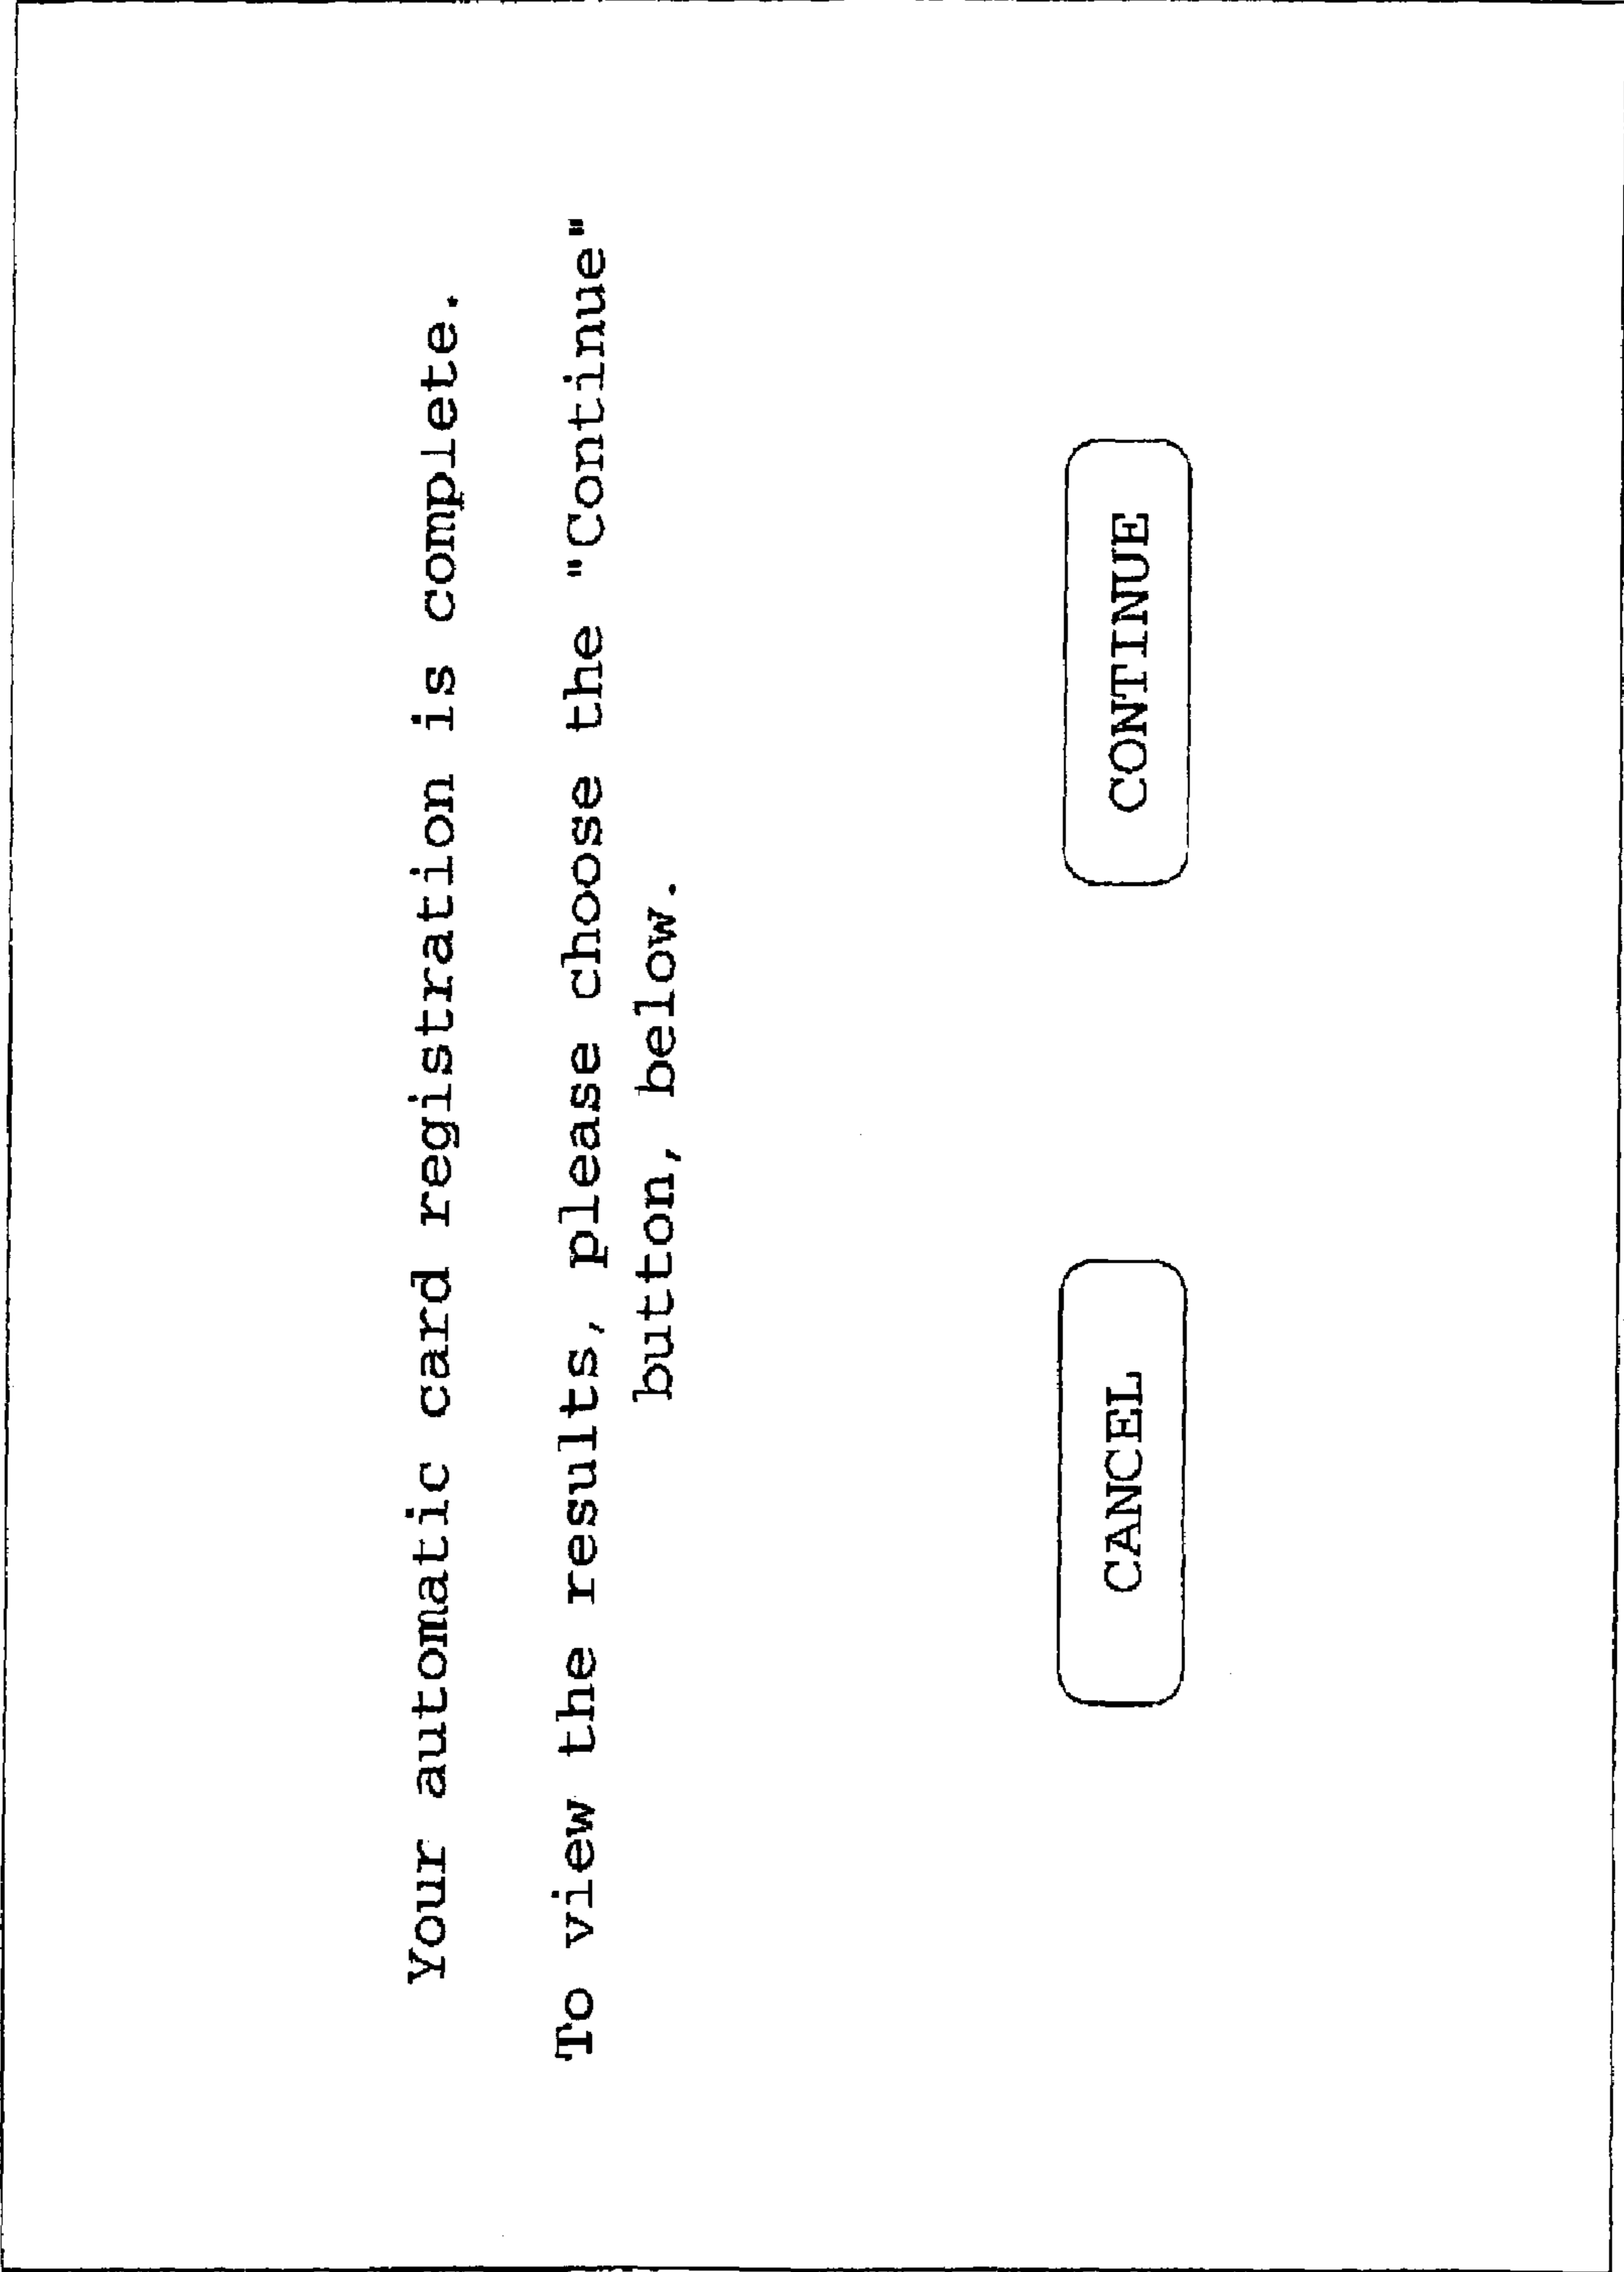 Your automatic card registration is complete.
To view the results, please choose the "Continue"
button, below.
CANCEL
CONTINUE